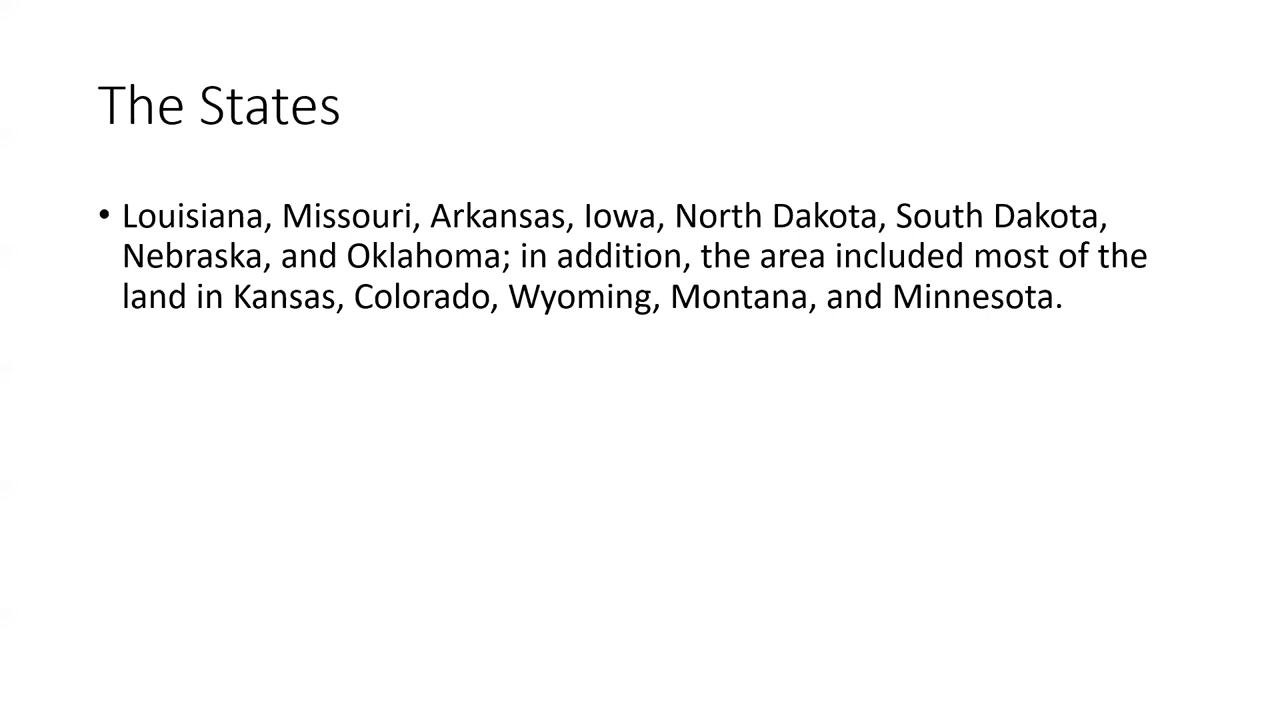 The States
• Louisiana, Missouri, Arkansas, Iowa, North Dakota, South Dakota,
Nebraska, and Oklahoma; in addition, the area included most of the
land in Kansas, Colorado, Wyoming, Montana, and Minnesota.